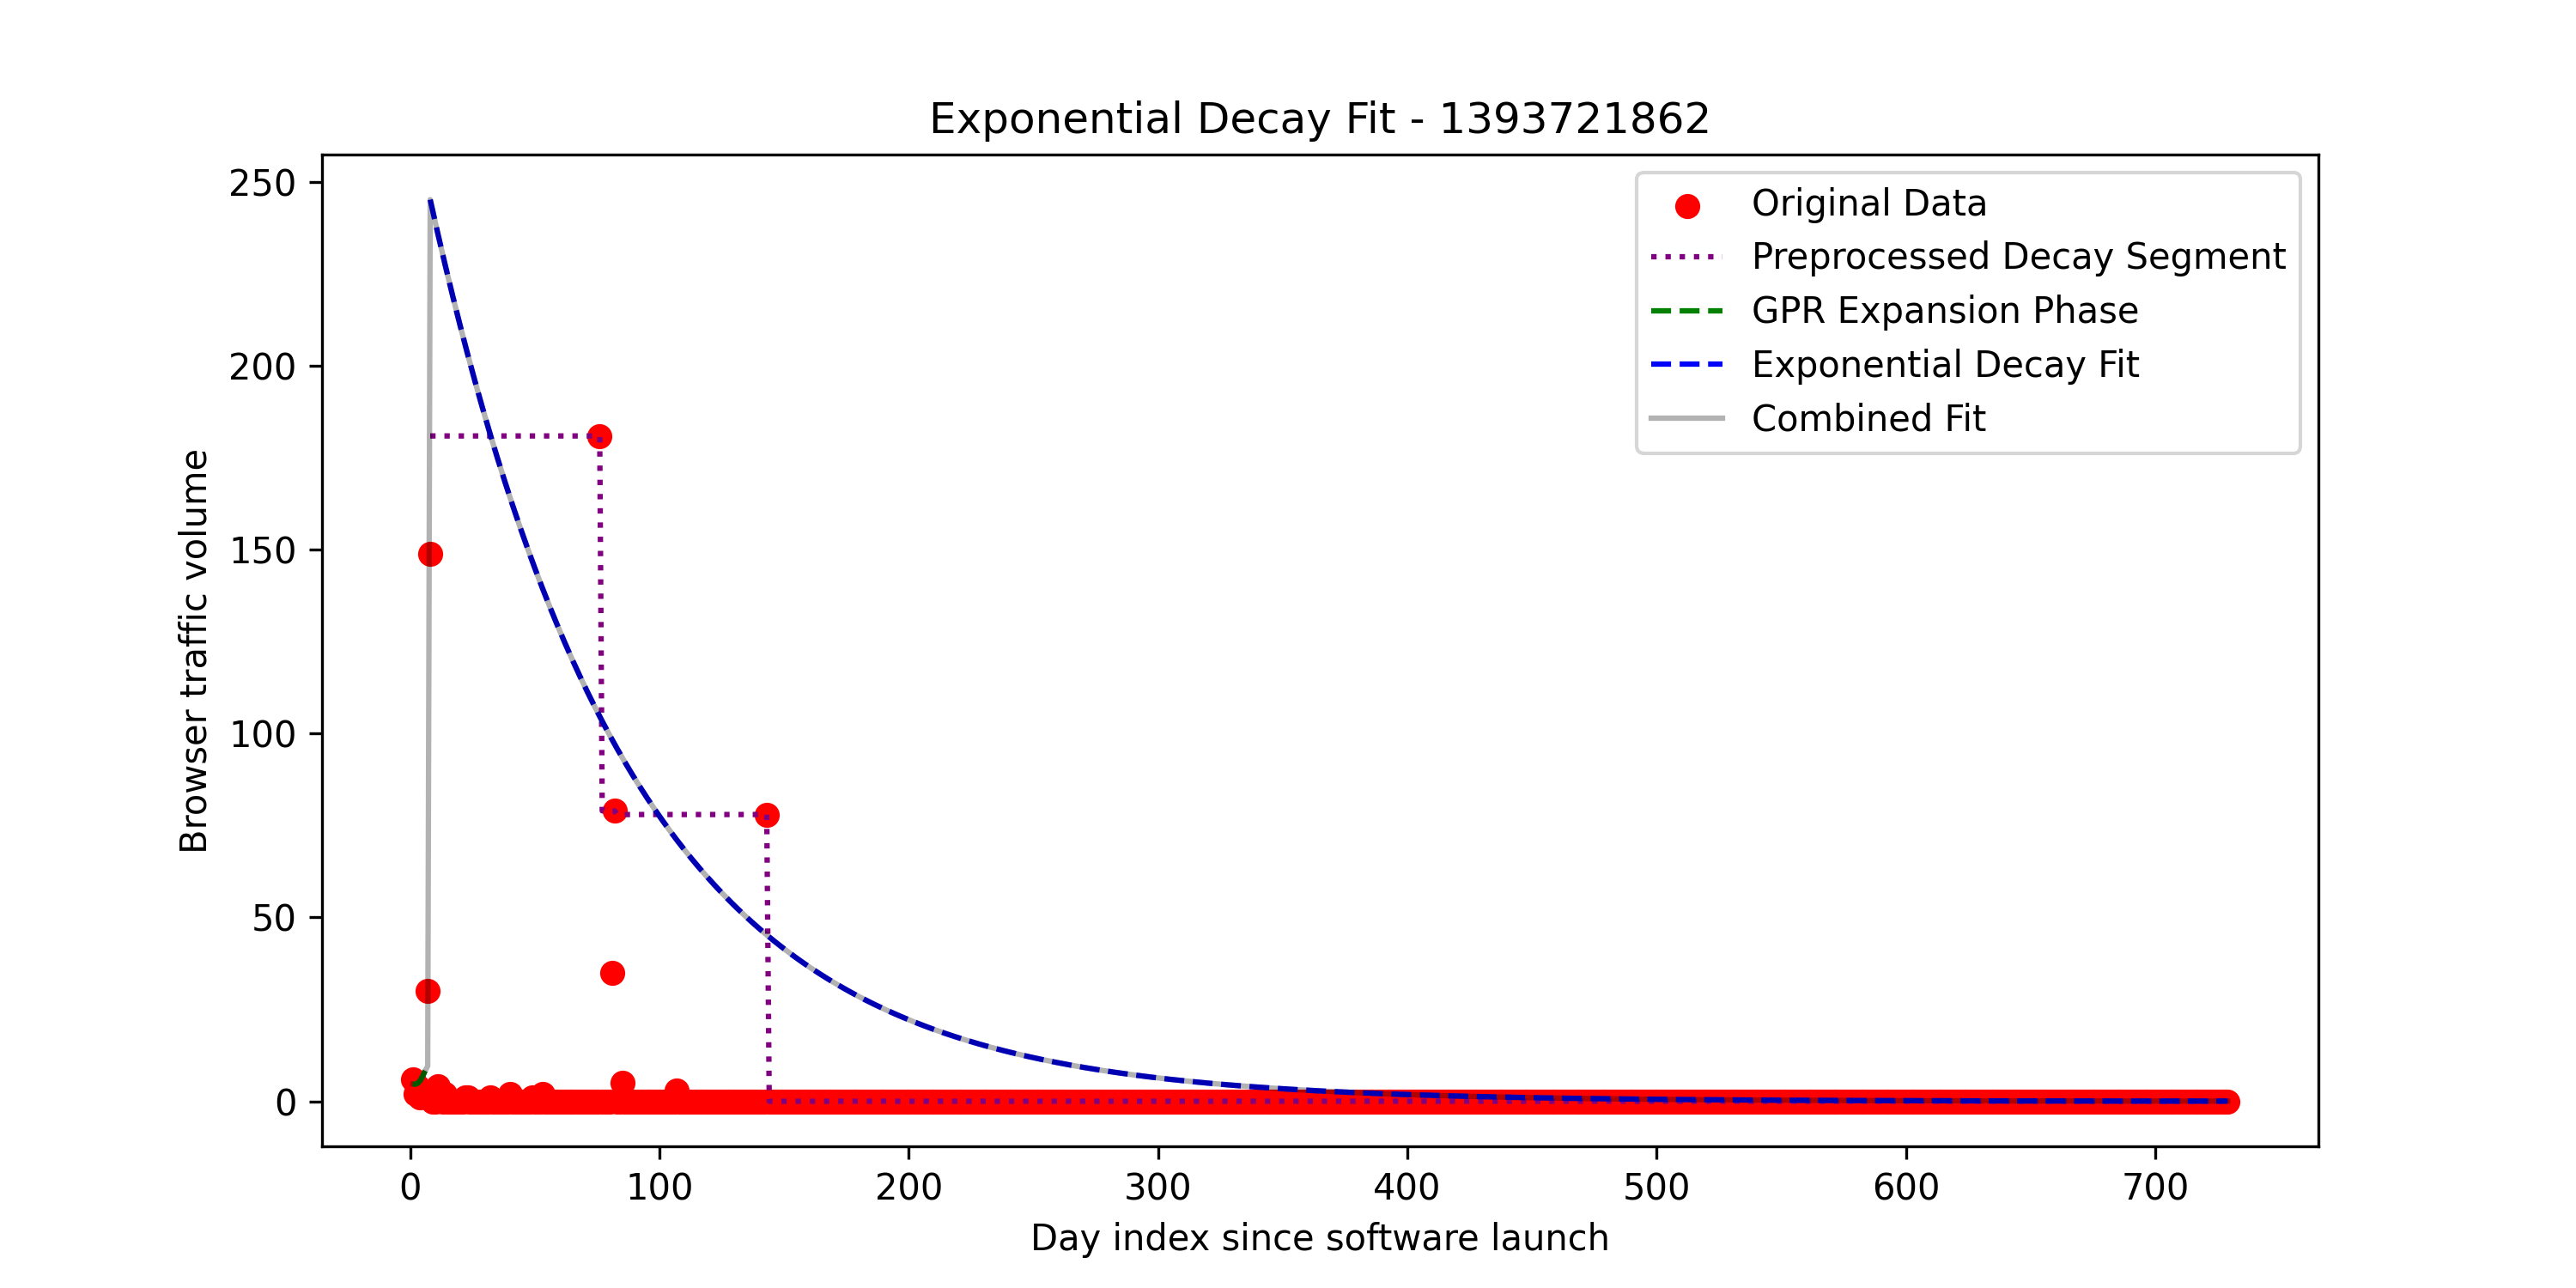 Exponential Decay Fit - 1393721862
Original Data
Preprocessed Decay Segment
GPR Expansion Phase
Exponential Decay Fit
Combined Fit
250
200
150
100
50
0
Browser traffic volume
0 100 200 300 400 500 600 700
Day index since software launch